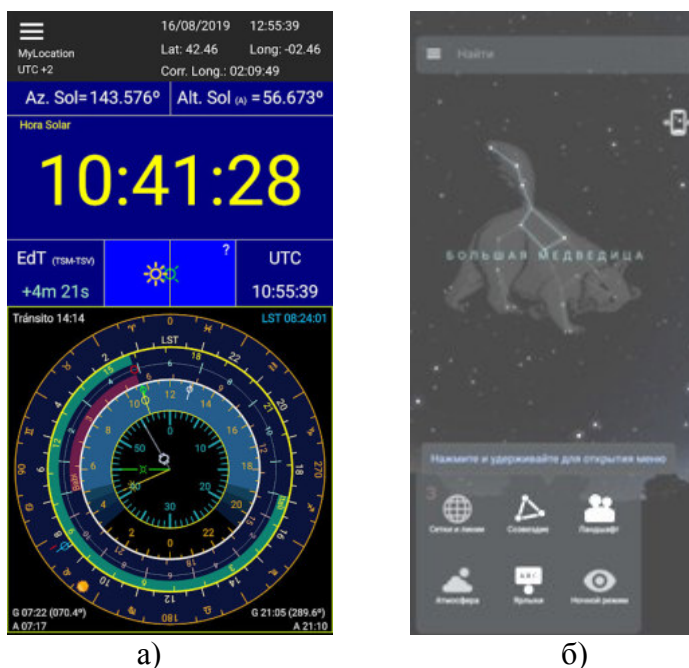 16/08/2019 12:55:39
MyLocation Lat: 42.46 Long: -02.46
UTC +2 Corr. Long.: 02:09:49
Az. Sol=143.576º Alt. Sol (A) =56.673º
Hora Solar
10:41:28
EdT (TSM-TSV) ? UTC
+4m 21s 10:55:39
Tránsito 14:14 LST 08:24:01
LST
G 07:22 (070.4º) G 21:05 (289.6º)
A 07:17 A 21:10
а)
Найти
БОЛЬШАЯ МЕДВЕДИЦА
Нажмите и удерживайте для открытия меню
Сетки и линии Созвездие Ландшафт
Атмосфера Ярлыки Ночной режим
б)